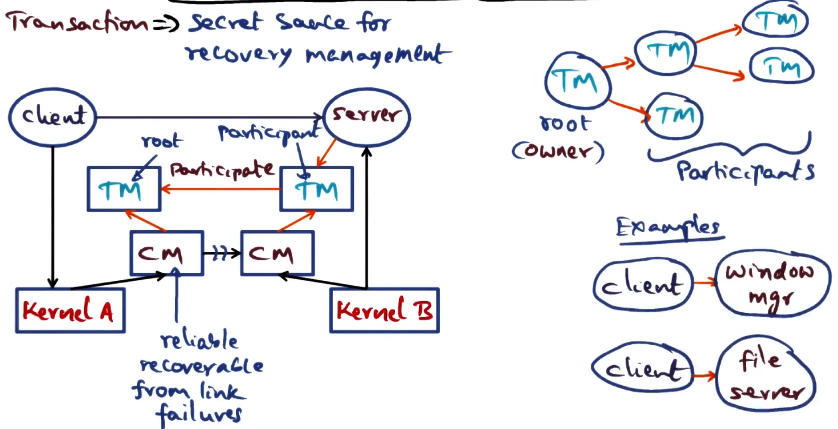 Transaction => Secret Sauce for
recovery management
client
server
root
participant
Participate
TM
TM
CM
CM
Kernel A
Kernel B
reliable
recoverable
from link
failures
TM
TM
TM
TM
TM
root
(owner)
Participants
Examples
client
window
mgr
client
file
server